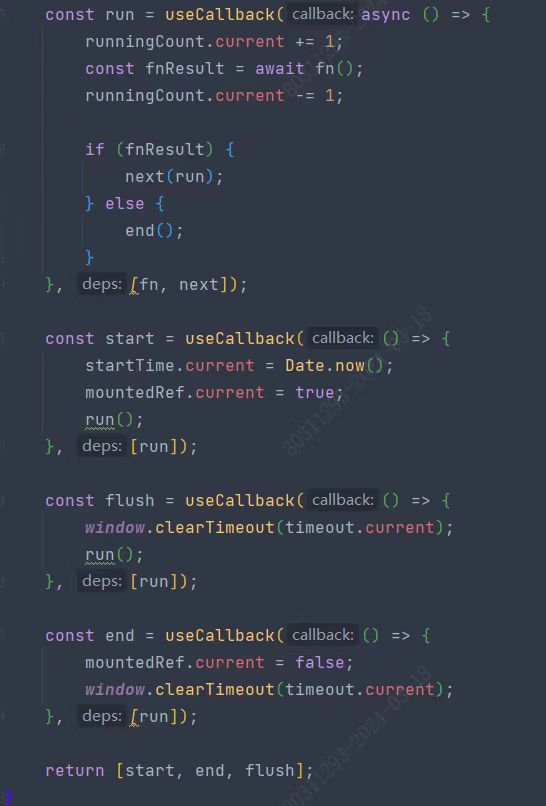 const run = useCallback( callback: async () => {
    runningCount.current += 1;
    const fnResult = await fn();
    runningCount.current -= 1;

    if (fnResult) {
        next(run);
    } else {
        end();
    }
}, deps: [fn, next]);

const start = useCallback( callback: () => {
    startTime.current = Date.now();
    mountedRef.current = true;
    run();
}, deps: [run]);

const flush = useCallback( callback: () => {
    window.clearTimeout(timeout.current);
    run();
}, deps: [run]);

const end = useCallback( callback: () => {
    mountedRef.current = false;
    window.clearTimeout(timeout.current);
}, deps: [run]);

return [start, end, flush];